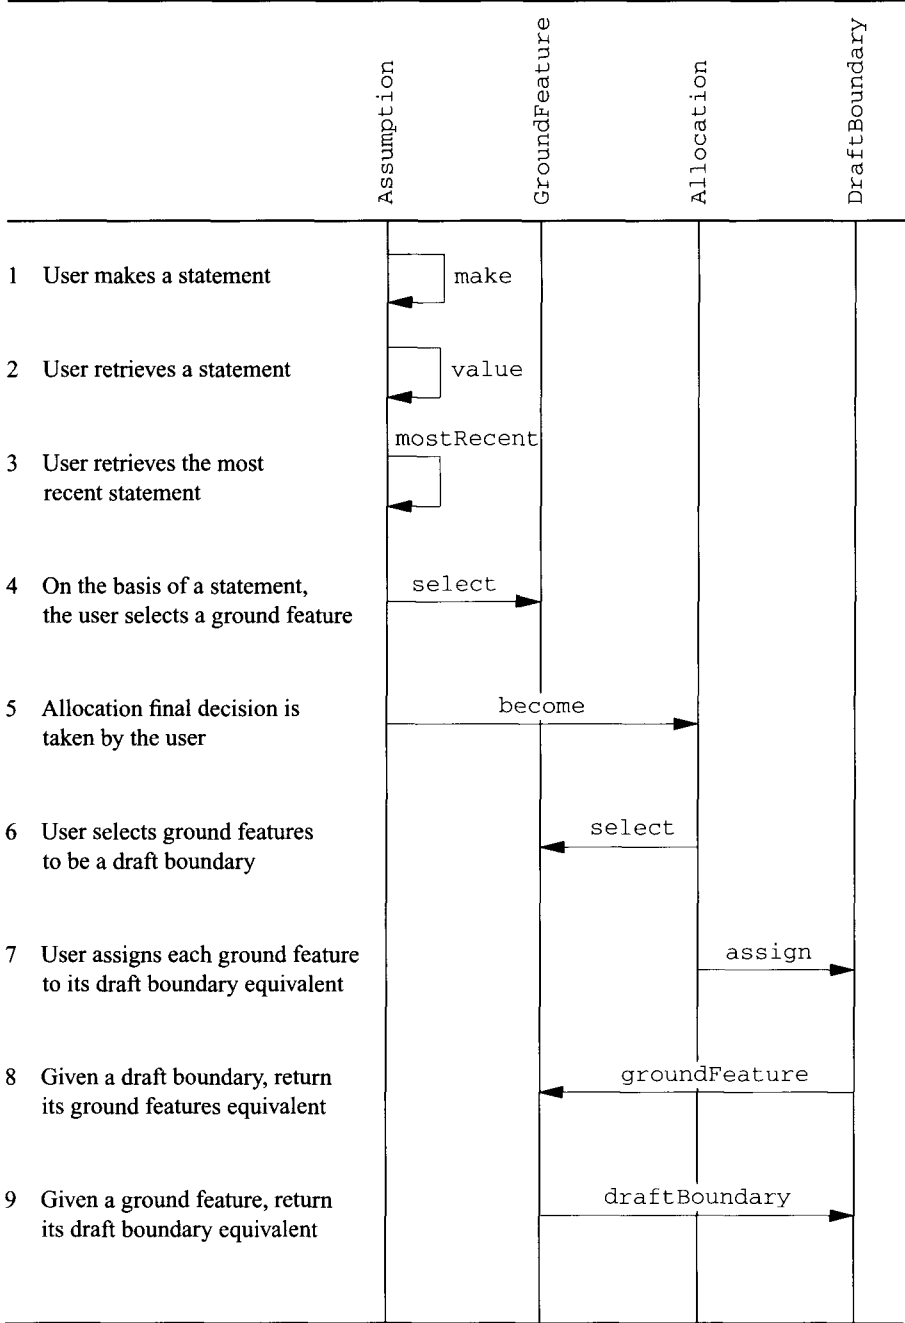 Assumption
GroundFeature
Allocation
DraftBoundary
1 User makes a statement
make
2 User retrieves a statement
value
mostRecent
3 User retrieves the most
recent statement
4 On the basis of a statement,
the user selects a ground feature
select
5 Allocation final decision is
taken by the user
become
6 User selects ground features
to be a draft boundary
select
7 User assigns each ground feature
to its draft boundary equivalent
assign
8 Given a draft boundary, return
its ground features equivalent
groundFeature
9 Given a ground feature, return
its draft boundary equivalent
draftBoundary